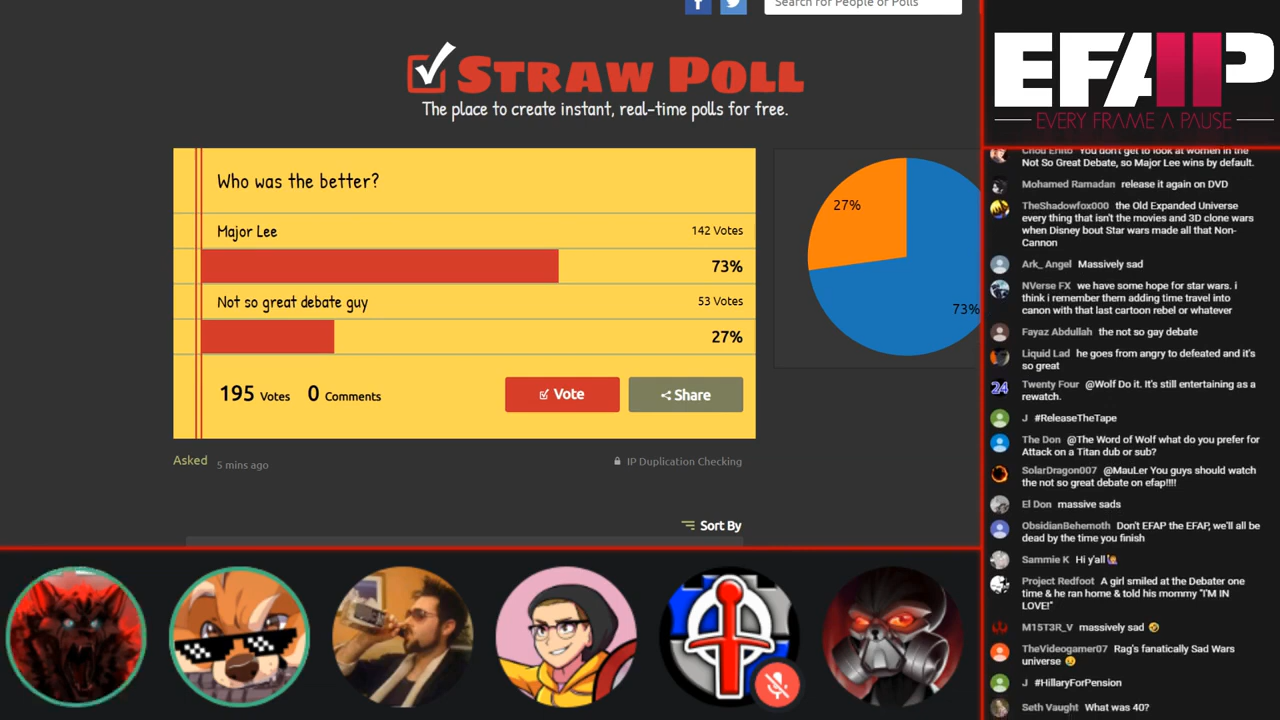 Search for People or Polls
STRAW POLL
The place to create instant, real-time polls for free.
Who was the better?
Major Lee
142 Votes
73%
Not so great debate guy
53 Votes
27%
195 Votes 0 Comments
Vote
Share
Asked 5 mins ago
IP Duplication Checking
Sort By
27%
73%
EFAP
EVERY FRAME A PAUSE
Chou Erito You don't get to look at women in the
Not So Great Debate, so Major Lee wins by default.
Mohamed Ramadan release it again on DVD
TheShadowfox000 the Old Expanded Universe
every thing that isn't the movies and 3D clone wars
when Disney bout Star wars made all that Non-
Cannon
Ark_ Angel Massively sad
NVerse FX we have some hope for star wars. i
think i remember them adding time travel into
canon with that last cartoon rebel or whatever
Fayaz Abdullah the not so gay debate
Liquid Lad he goes from angry to defeated and it's
so great
24
Twenty Four @Wolf Do it. It's still entertaining as a
rewatch.
J #ReleaseTheTape
The Don @The Word of Wolf what do you prefer for
Attack on a Titan dub or sub?
SolarDragon007 @MauLer You guys should watch
the not so great debate on efap!!!!
El Don massive sads
ObsidianBehemoth Don't EFAP the EFAP, we'll all be
dead by the time you finish
Sammie K Hi y'all🙋
Project Redfoot A girl smiled at the Debater one
time & he ran home & told his mommy "I'M IN
LOVE!"
M15T3R_V massively sad 🤣
TheVideogamer07 Rag's fanatically Sad Wars
universe 😢
J #HillaryForPension
Seth Vaught What was 40?